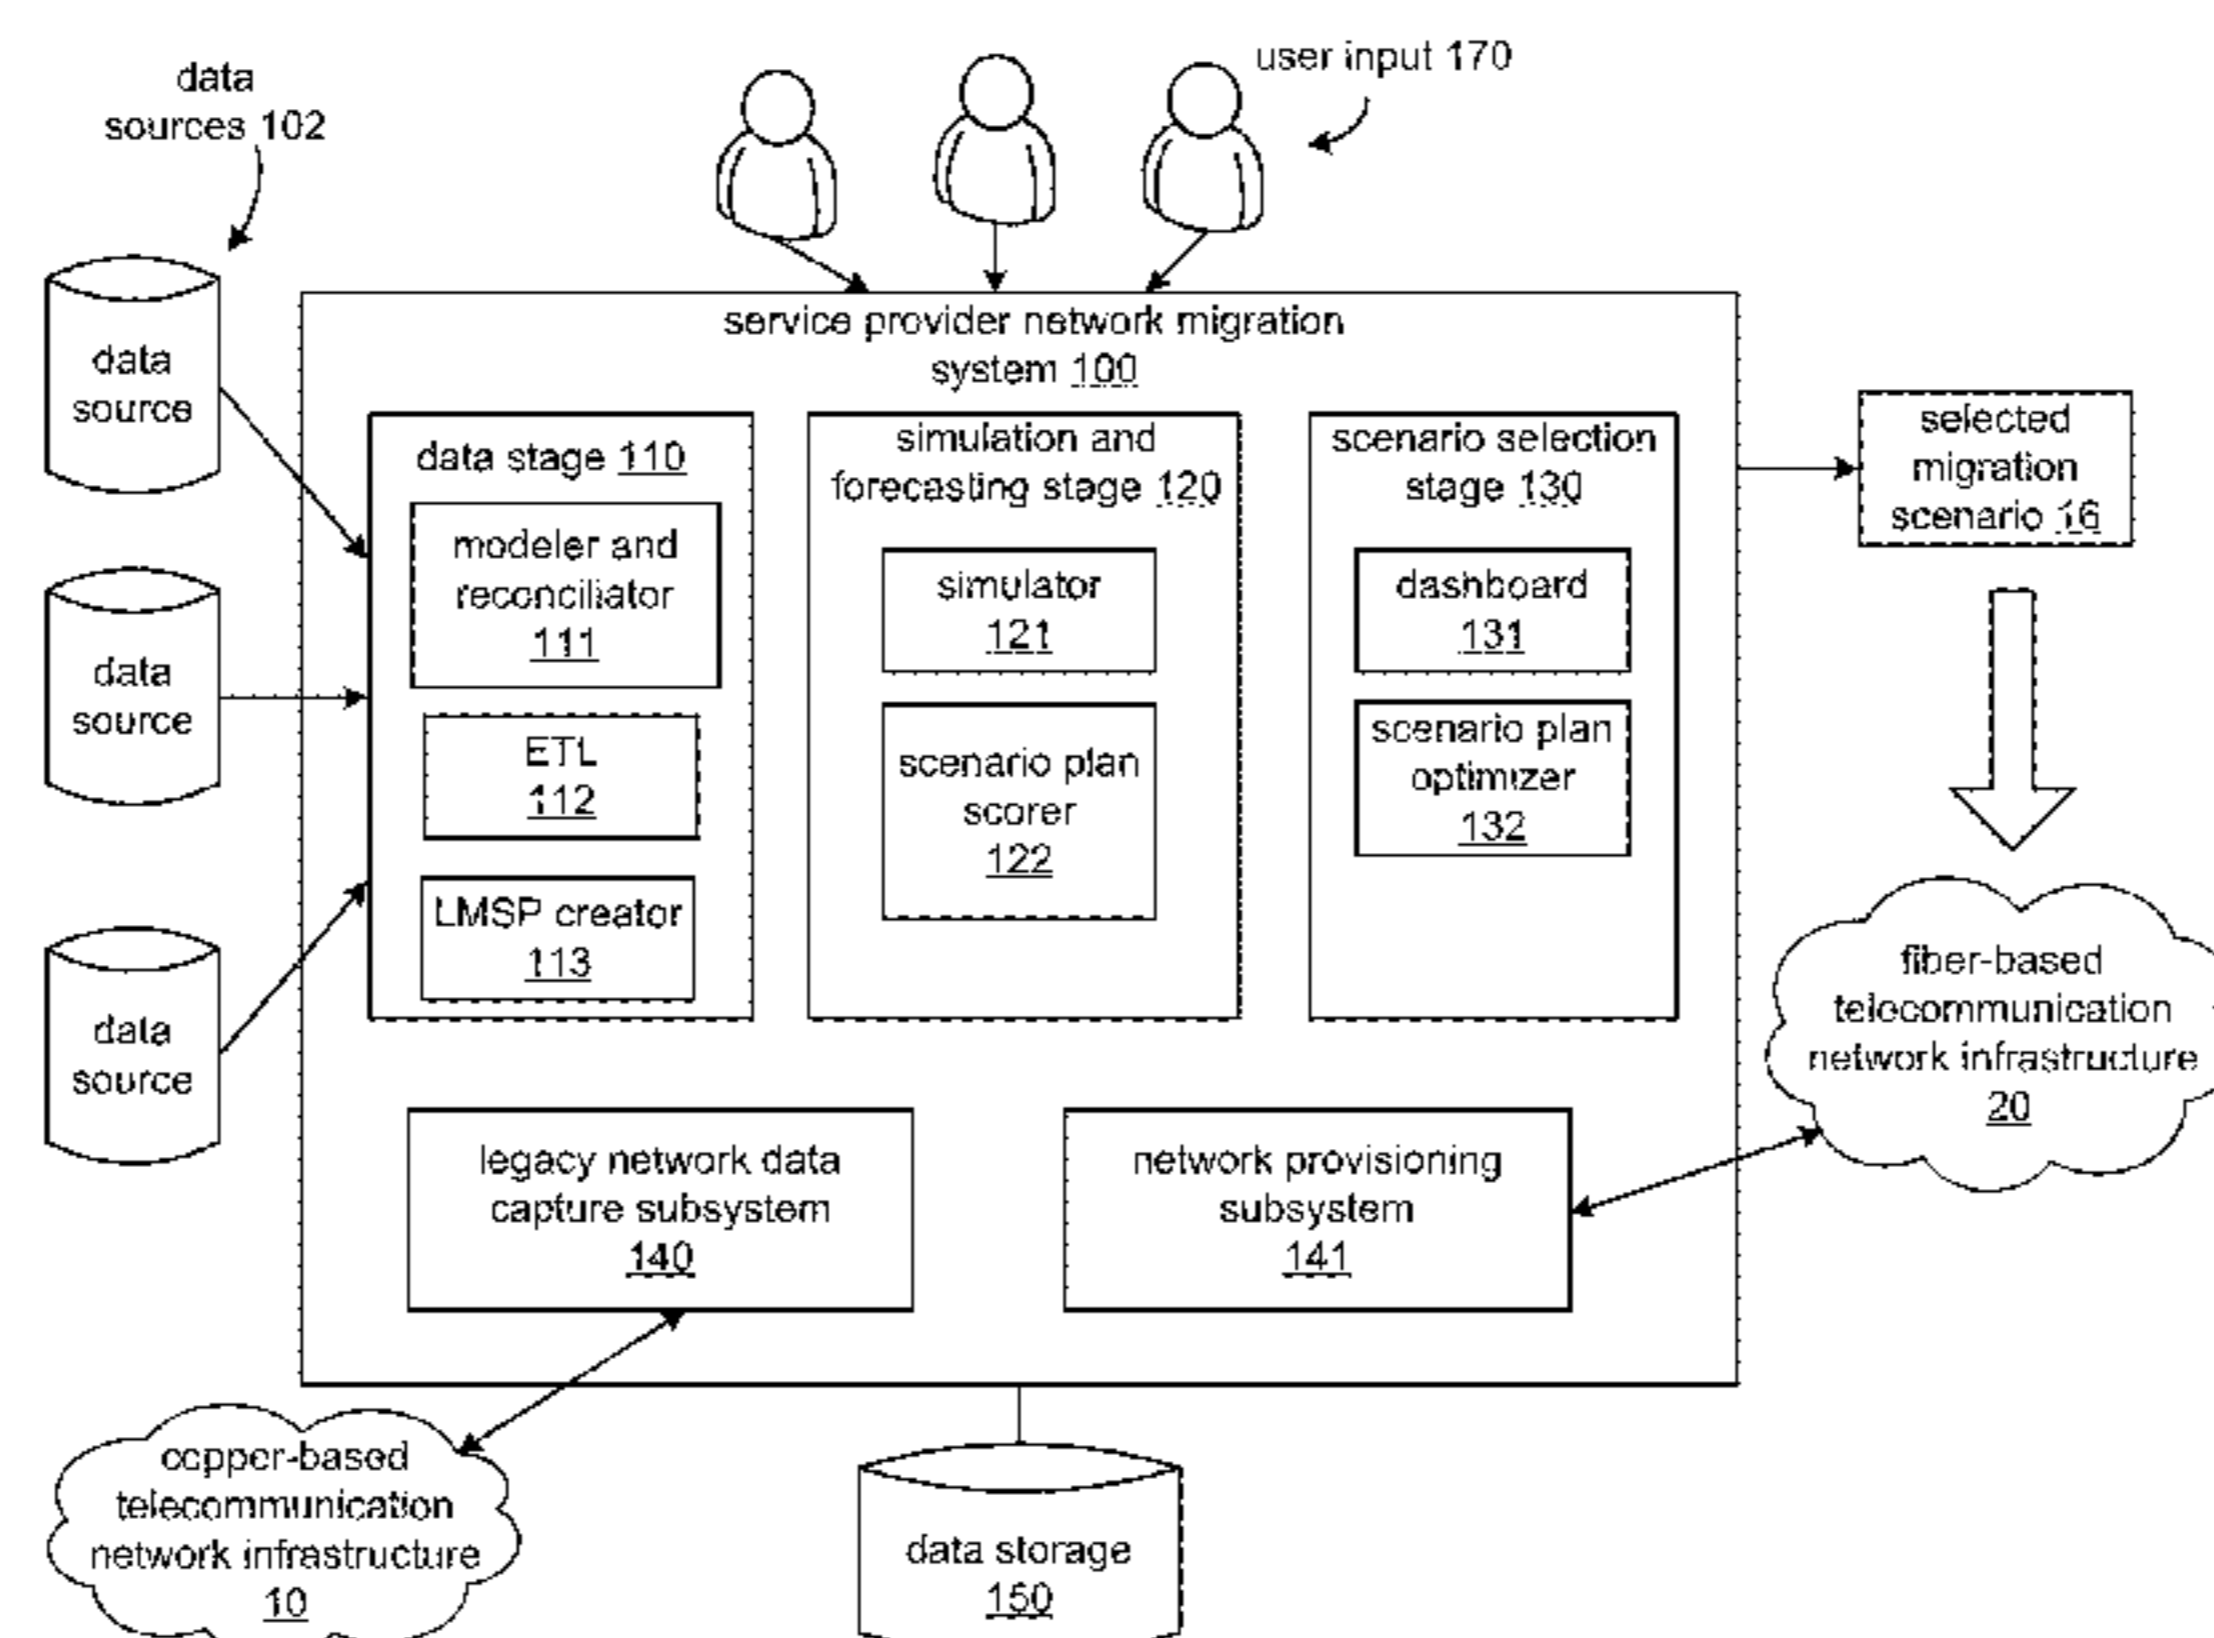 data
sources 102
user input 170
data
source
data
source
data
source
service provider network migration
system 100
data stage 110
modeler and
reconciliator
111
ETL
112
LMSP creator
113
simulation and
forecasting stage 120
simulator
121
scenario plan
scorer
122
scenario selection
stage 130
dashboard
131
scenario plan
optimizer
132
selected
migration
scenario 16
fiber-based
telecommunication
network infrastructure
20
legacy network data
capture subsystem
140
network provisioning
subsystem
141
copper-based
telecommunication
network infrastructure
10
data storage
150